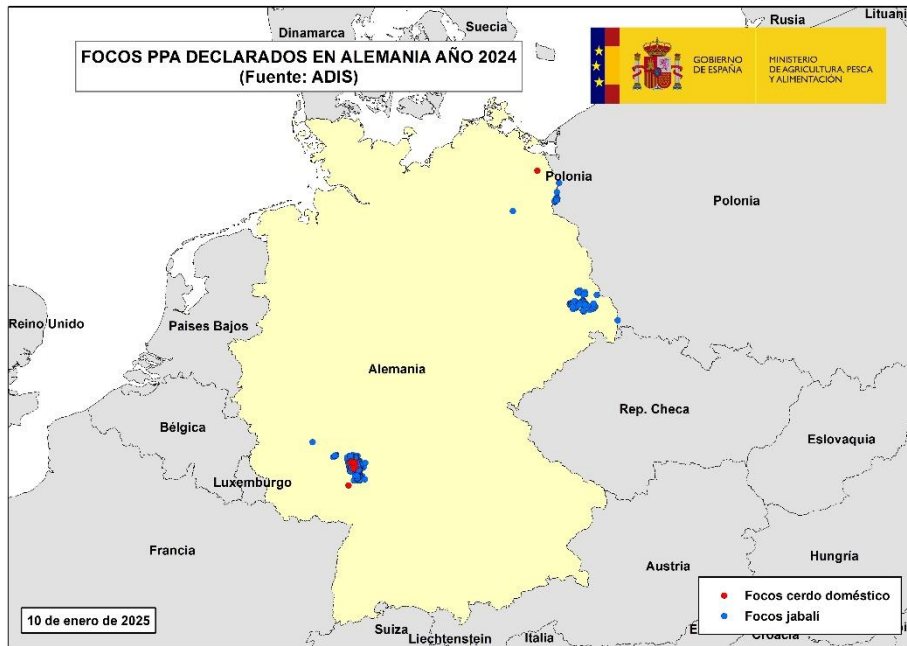 Dinamarca
Suecia
Rusia
Lituani
FOCOS PPA DECLARADOS EN ALEMANIA AÑO 2024
(Fuente: ADIS)
GOBIERNO
DE ESPAÑA
MINISTERIO
DE AGRICULTURA, PESCA
Y ALIMENTACIÓN
Polonia
Polonia
Reino Unido
Paises Bajos
Alemania
Bélgica
Rep. Checa
Eslovaquia
Luxemburgo
Francia
Austria
Hungría
10 de enero de 2025
Suiza
Liechtenstein
Italia
Croacia
Focos cerdo doméstico
Focos jabalí